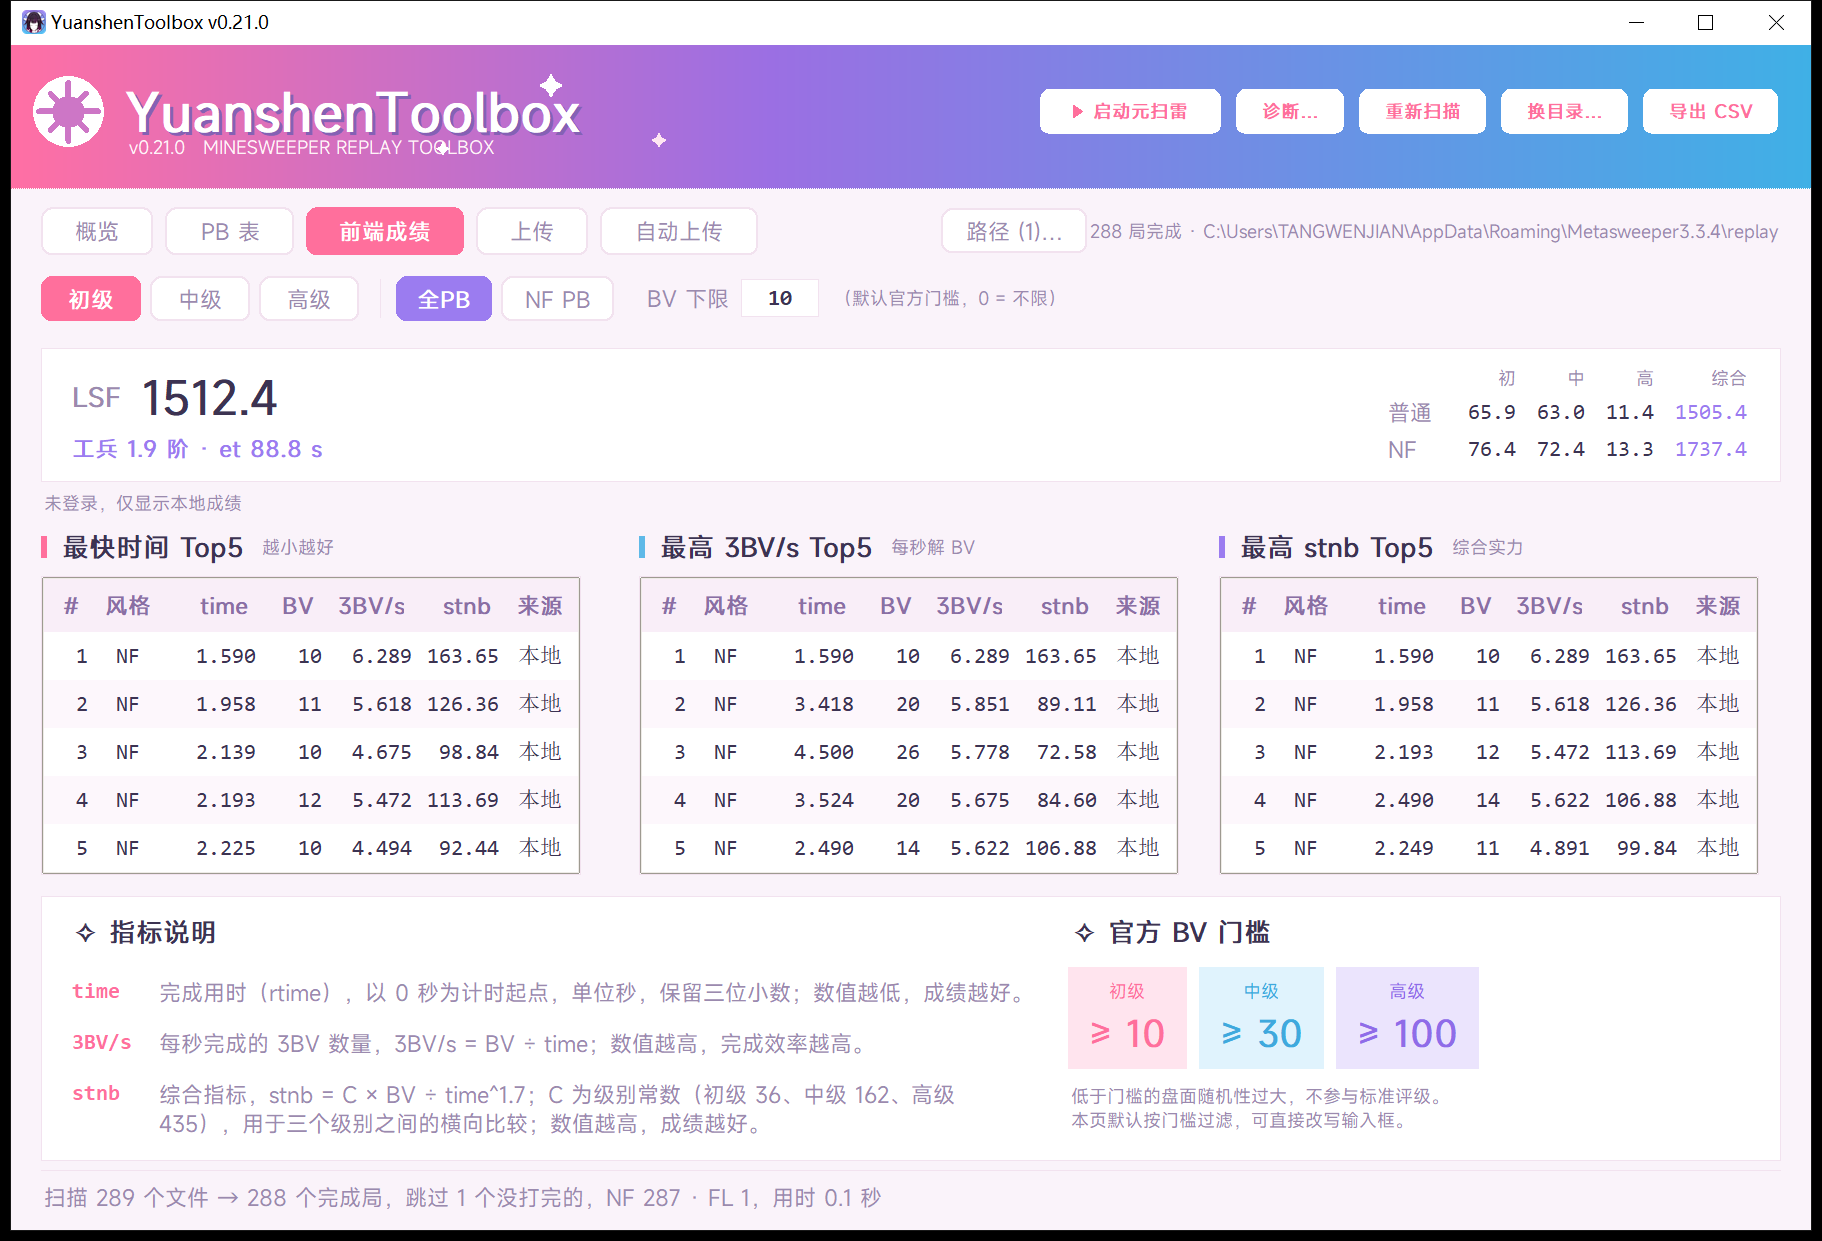 YuanshenToolbox v0.21.0
YuanshenToolbox
v0.21.0 MINESWEEPER REPLAY TOOLBOX
启动元扫雷 诊断... 重新扫描 换目录... 导出 CSV
概览 PB 表 前端成绩 上传 自动上传 路径 (1)... 288 局完成 · C:\Users\TANGWENJIAN\AppData\Roaming\Metasweeper3.3.4\replay
初级 中级 高级 全PB NF PB BV 下限 10 (默认官方门槛，0 = 不限)
LSF 1512.4
工兵 1.9 阶 · et 88.8 s
初 中 高 综合
普通 65.9 63.0 11.4 1505.4
NF 76.4 72.4 13.3 1737.4
未登录，仅显示本地成绩
最快时间 Top5 越小越好
# 风格 time BV 3BV/s stnb 来源
1 NF 1.590 10 6.289 163.65 本地
2 NF 1.958 11 5.618 126.36 本地
3 NF 2.139 10 4.675 98.84 本地
4 NF 2.193 12 5.472 113.69 本地
5 NF 2.225 10 4.494 92.44 本地
最高 3BV/s Top5 每秒解 BV
# 风格 time BV 3BV/s stnb 来源
1 NF 1.590 10 6.289 163.65 本地
2 NF 3.418 20 5.851 89.11 本地
3 NF 4.500 26 5.778 72.58 本地
4 NF 3.524 20 5.675 84.60 本地
5 NF 2.490 14 5.622 106.88 本地
最高 stnb Top5 综合实力
# 风格 time BV 3BV/s stnb 来源
1 NF 1.590 10 6.289 163.65 本地
2 NF 1.958 11 5.618 126.36 本地
3 NF 2.193 12 5.472 113.69 本地
4 NF 2.490 14 5.622 106.88 本地
5 NF 2.249 11 4.891 99.84 本地
✧ 指标说明
time 完成用时（rtime），以 0 秒为计时起点，单位秒，保留三位小数；数值越低，成绩越好。
3BV/s 每秒完成的 3BV 数量，3BV/s = BV ÷ time；数值越高，完成效率越高。
stnb 综合指标，stnb = C × BV ÷ time^1.7；C 为级别常数（初级 36、中级 162、高级
435），用于三个级别之间的横向比较；数值越高，成绩越好。
✧ 官方 BV 门槛
初级 中级 高级
≥ 10 ≥ 30 ≥ 100
低于门槛的盘面随机性过大，不参与标准评级。
本页默认按门槛过滤，可直接改写输入框。
扫描 289 个文件 → 288 个完成局，跳过 1 个没打完的，NF 287 · FL 1，用时 0.1 秒